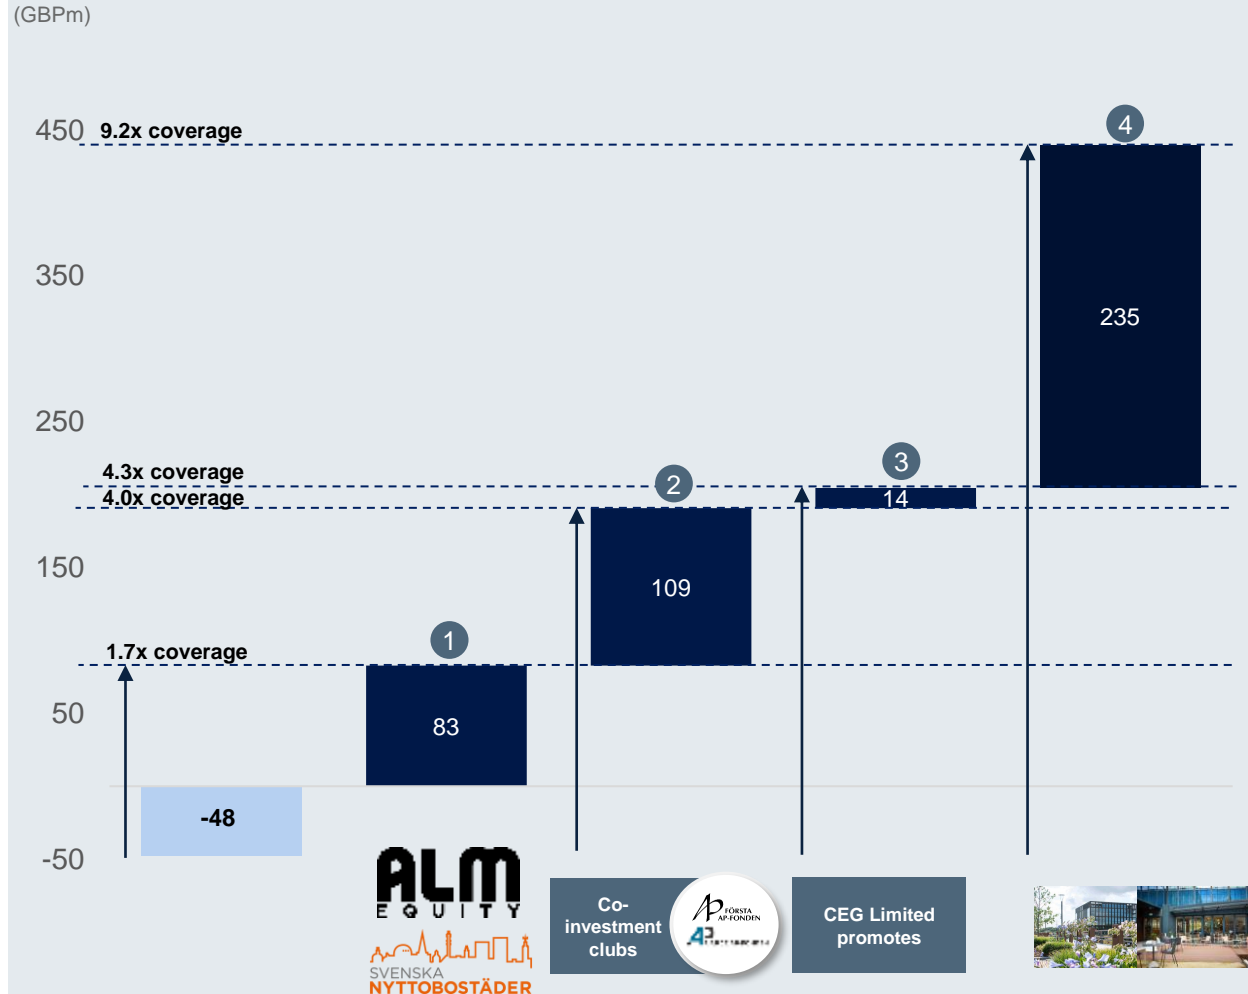 (GBPm)
450
9.2x coverage
4
350
235
250
4.3x coverage
3
4.0x coverage
2
14
150
109
1.7x coverage
1
50
83
-48
-50
ALM
EQUITY
Co-
investment
clubs
AP FÖRSTA
AP-FONDEN
CEG Limited
promotes
SVENSKA
NYTTOBOSTÄDER